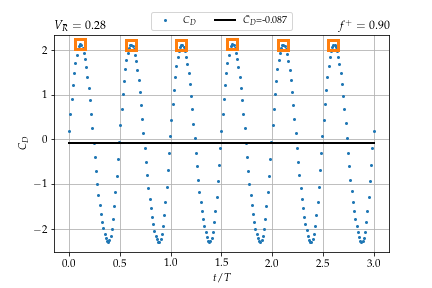 V_R = 0.28
C_D C̄_D=-0.087
f⁺ = 0.90
2
1
0
−1
−2
C_D
0.0 0.5 1.0 1.5 2.0 2.5 3.0
t/T